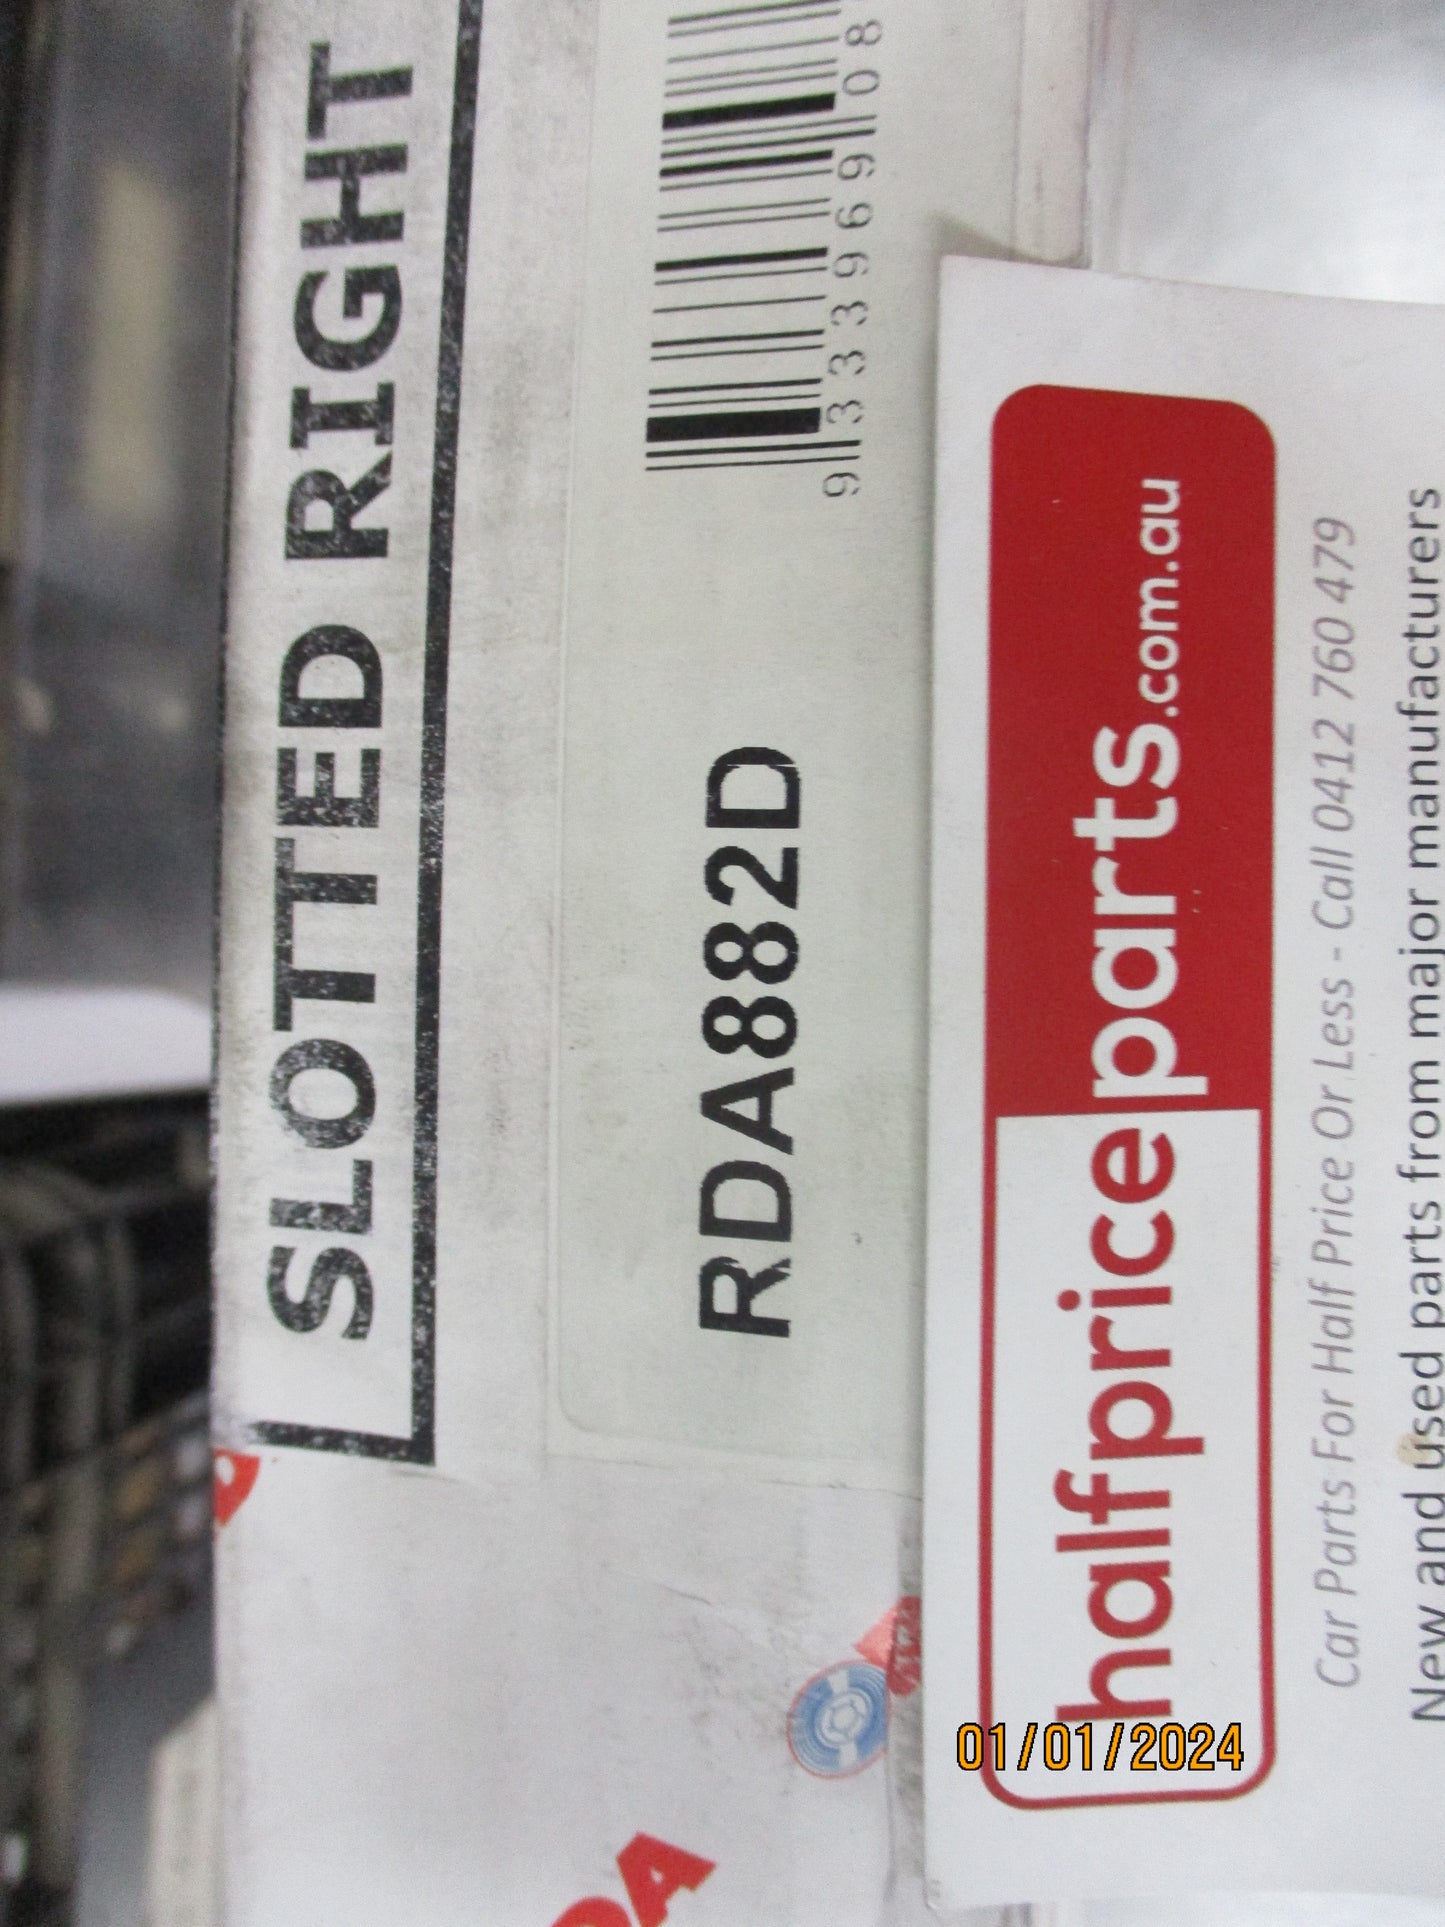 SLOTTED RIGHT
RDA882D
9 333969 08
halfpriceparts.com.au
Car Parts For Half Price Or Less - Call 0412 760 479
New and used parts from major manufacturers
01/01/2024